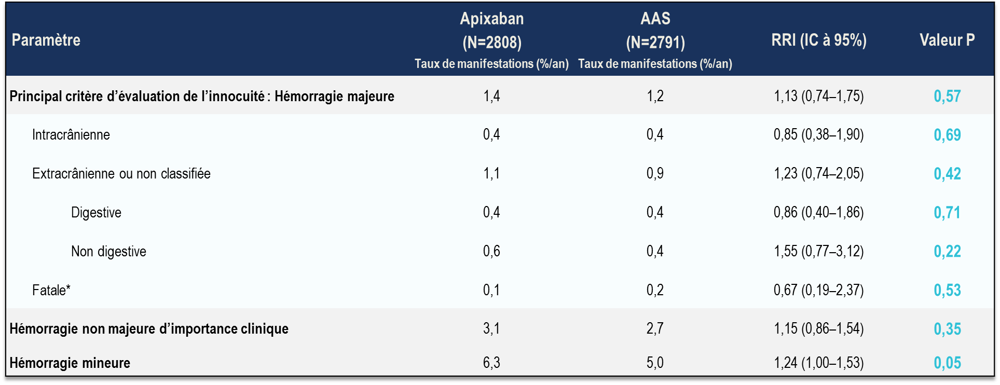 Paramètre Apixaban (N=2808) Taux de manifestations (%/an) AAS (N=2791) Taux de manifestations (%/an) RRI (IC à 95%) Valeur P
Principal critère d’évaluation de l’innocuité : Hémorragie majeure 1,4 1,2 1,13 (0,74–1,75) 0,57
Intracrânienne 0,4 0,4 0,85 (0,38–1,90) 0,69
Extracrânienne ou non classifiée 1,1 0,9 1,23 (0,74–2,05) 0,42
Digestive 0,4 0,4 0,86 (0,40–1,86) 0,71
Non digestive 0,6 0,4 1,55 (0,77–3,12) 0,22
Fatale* 0,1 0,2 0,67 (0,19–2,37) 0,53
Hémorragie non majeure d’importance clinique 3,1 2,7 1,15 (0,86–1,54) 0,35
Hémorragie mineure 6,3 5,0 1,24 (1,00–1,53) 0,05